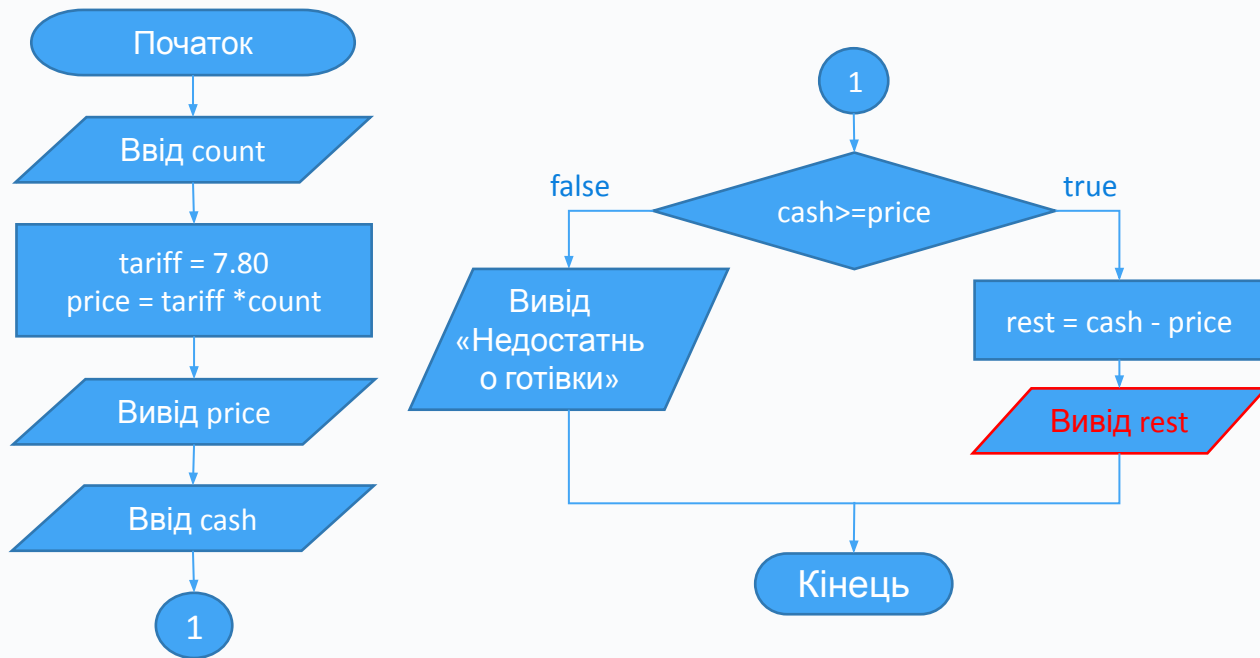 Початок
Ввід count
tariff = 7.80
price = tariff *count
Вивід price
Ввід cash
1
1
false
true
cash>=price
Вивід
«Недостатнь
о готівки»
rest = cash - price
Вивід rest
Кінець